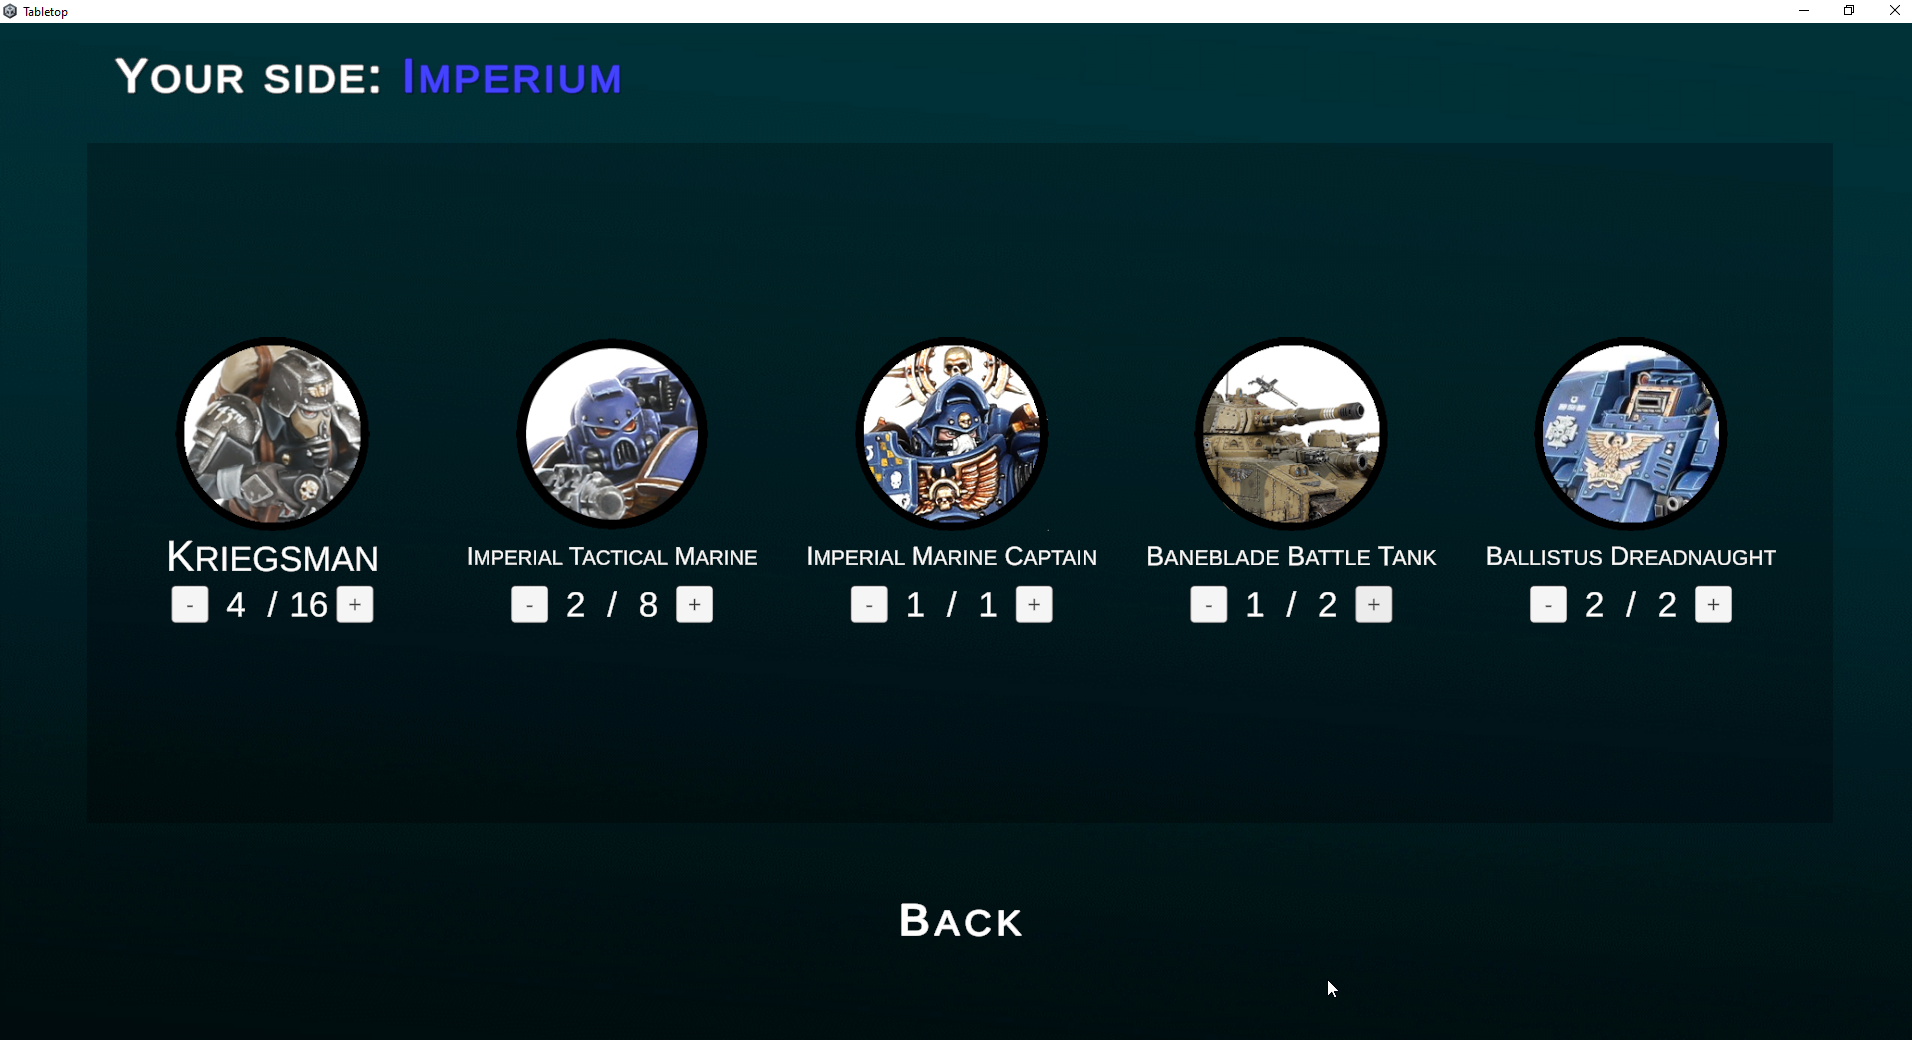 Tabletop
Your side: Imperium
Kriegsman
Imperial Tactical Marine
Imperial Marine Captain
Baneblade Battle Tank
Ballistus Dreadnaught
- 4 / 16 +
- 2 / 8 +
- 1 / 1 +
- 1 / 2 +
- 2 / 2 +
Back